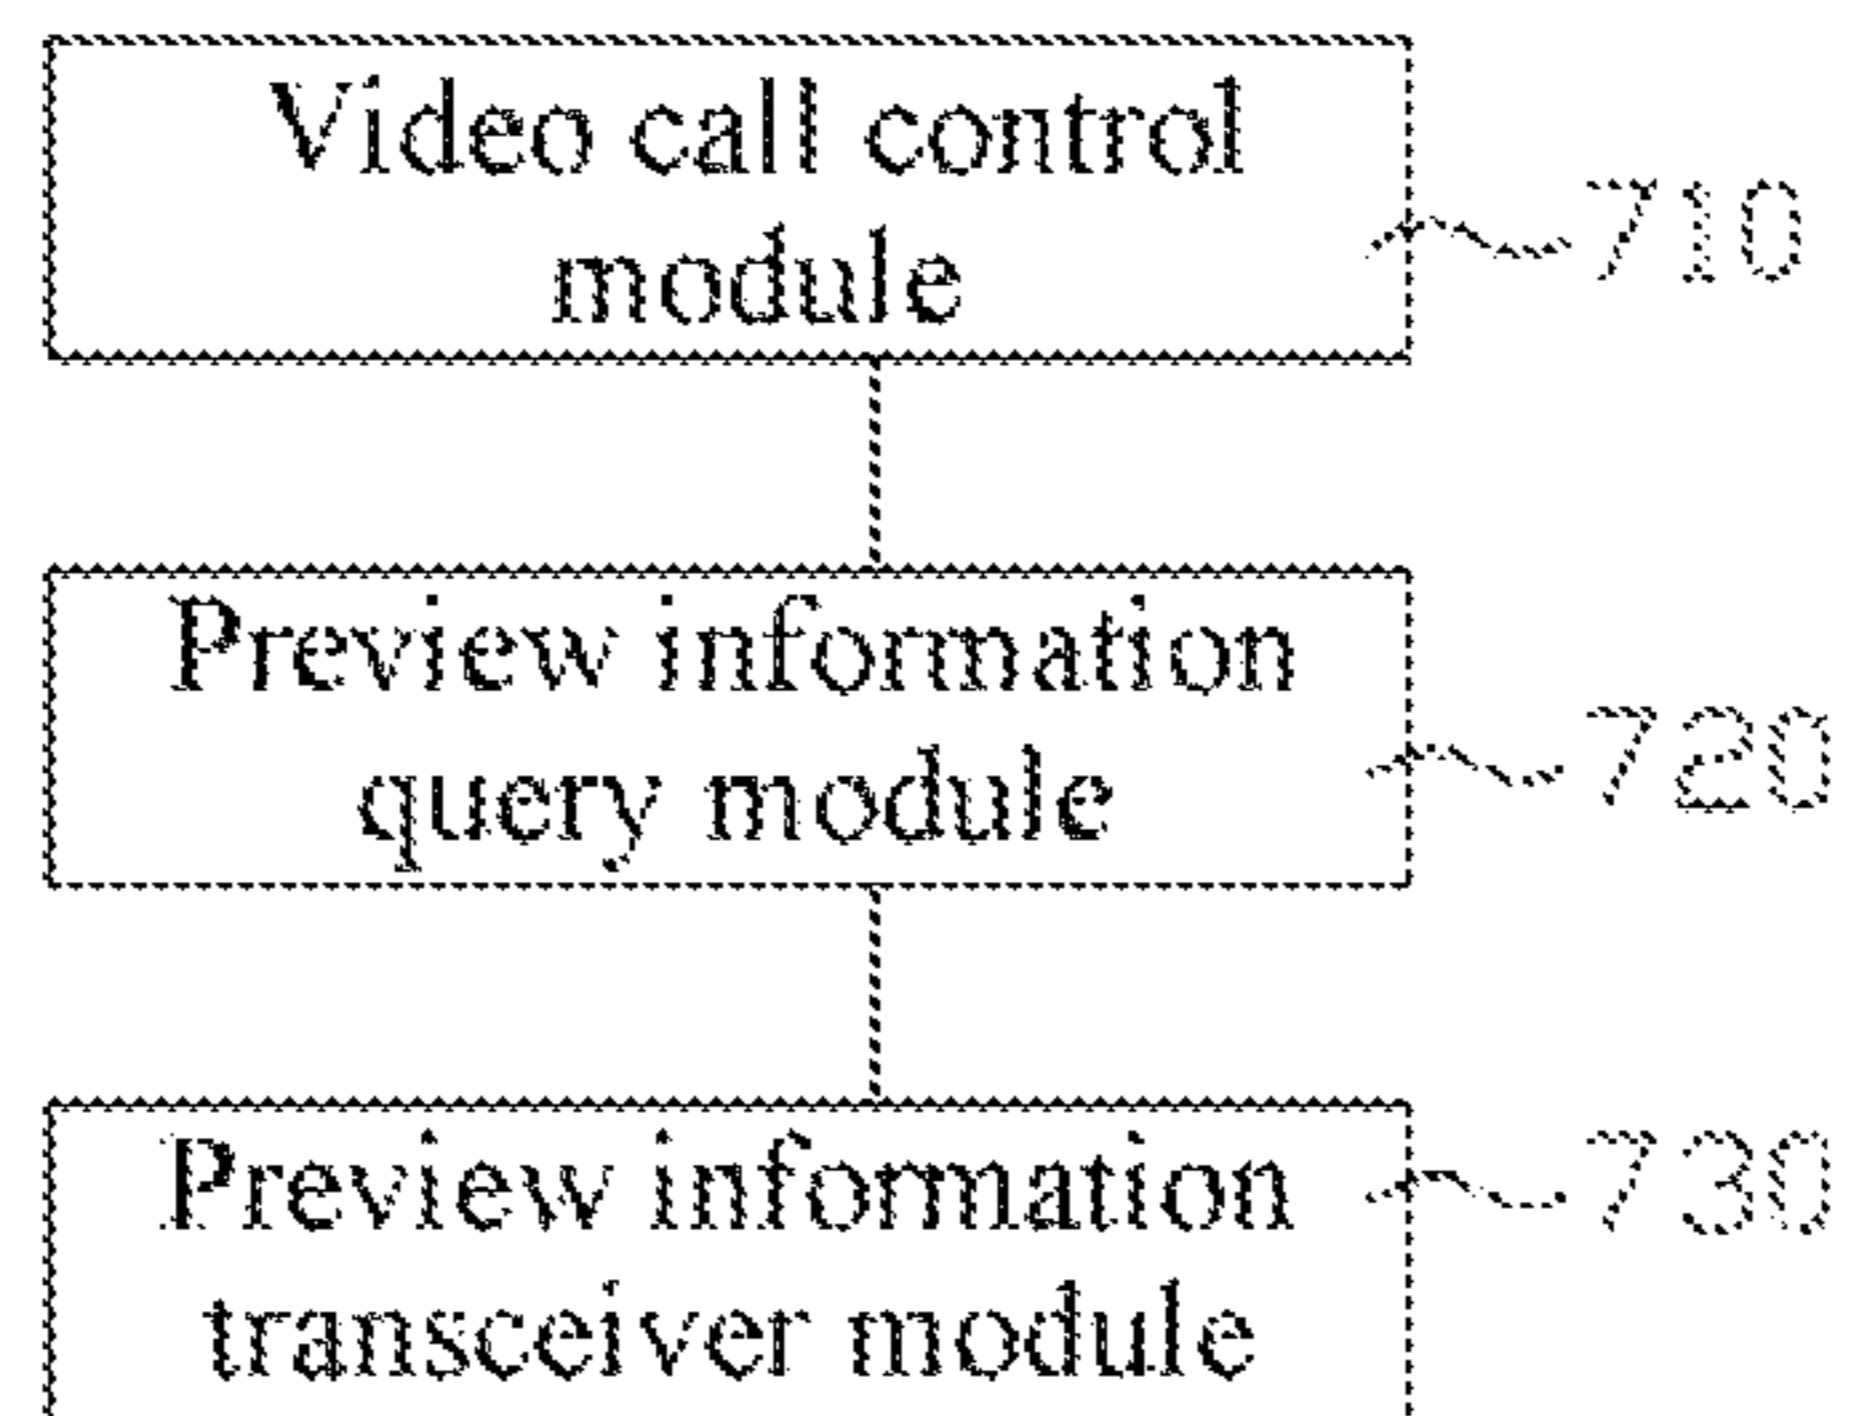 Video call control
module
710
Preview information
query module
720
Preview information
transceiver module
730